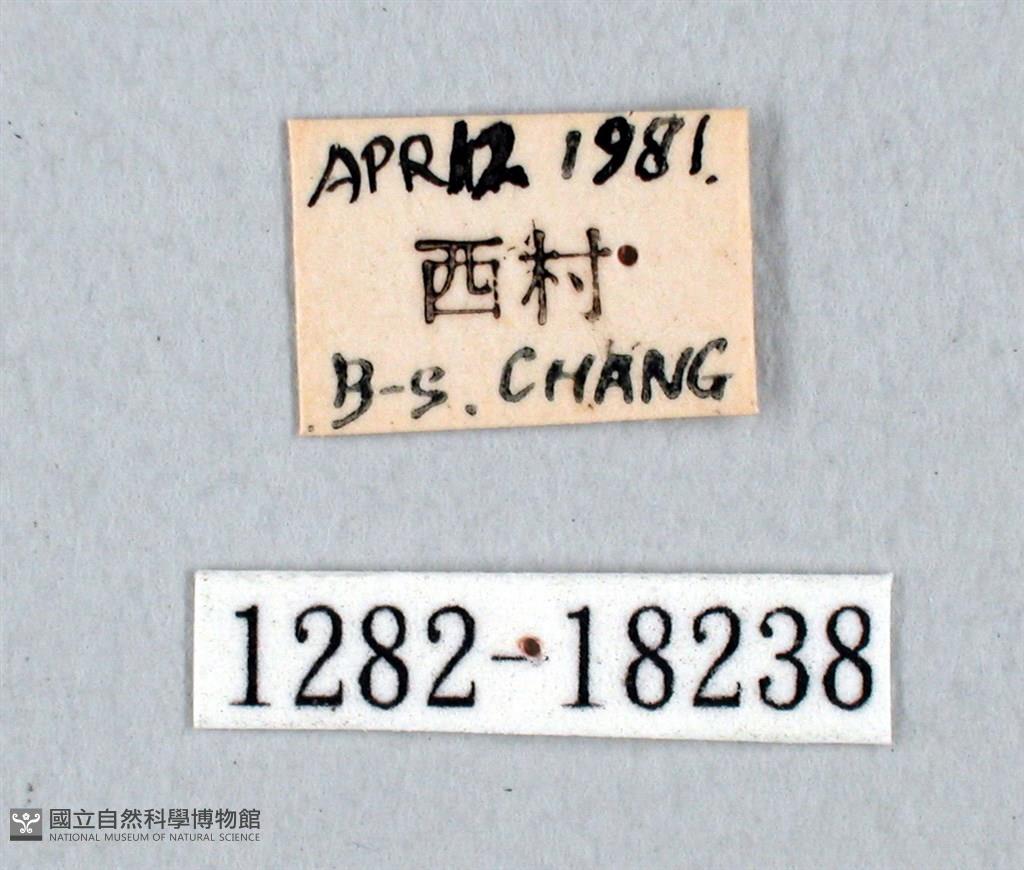 APR 12 1981.
西村
B-S. CHANG
1282-18238
國立自然科學博物館
NATIONAL MUSEUM OF NATURAL SCIENCE